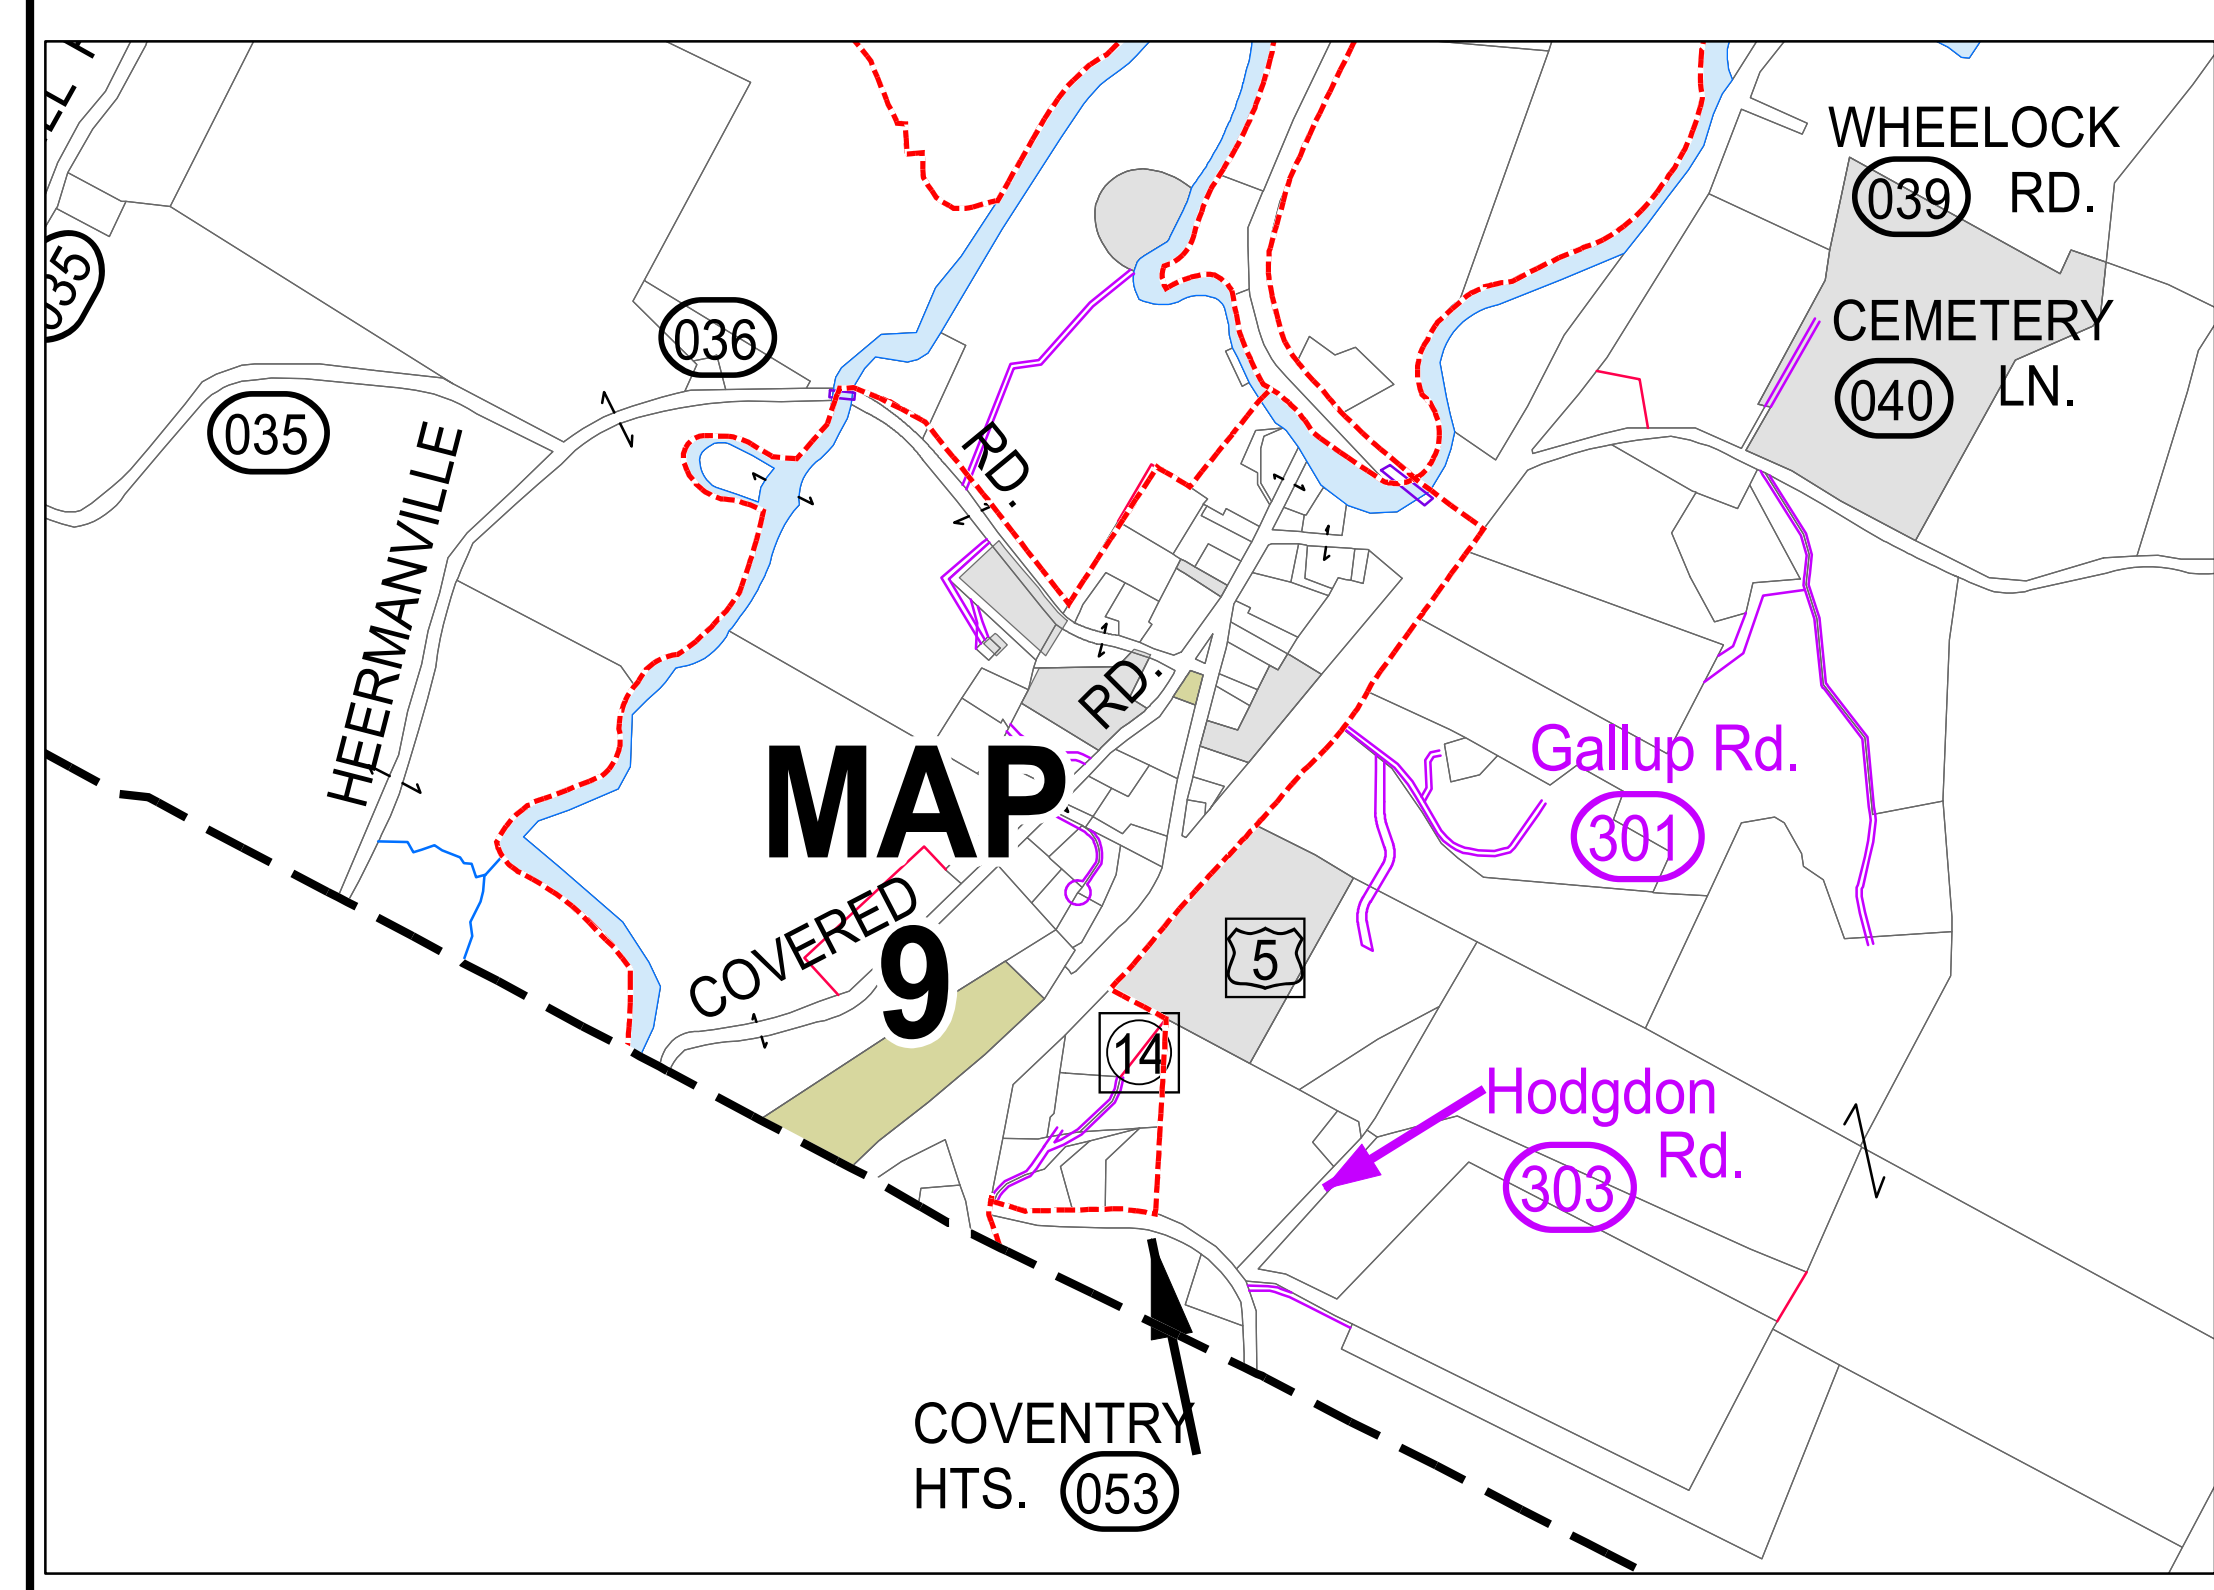 WHEELOCK
039 RD.
035
036
CEMETERY
040 LN.
035
HEERMANVILLE
RD.
RD.
Gallup Rd.
301
MAP
9
COVERED
5
14
Hodgdon
Rd.
303
COVENTRY
HTS. 053